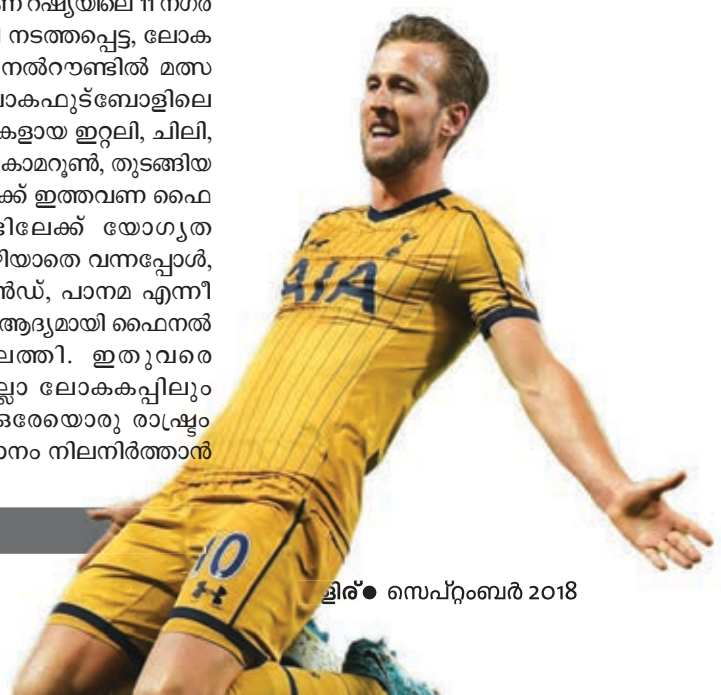 റഷ്യയിലെ 11 നഗര
നടത്തപ്പെട്ട, ലോക
നൽറൗണ്ടിൽ മത്സ
ാകഫുട്ബോളിലെ
കളായ ഇറ്റലി, ചിലി,
കാമറൂൺ, തുടങ്ങിയ
ക്ക് ഇത്തവണ ഫൈ
ിലേക്ക് യോഗ്യത
ിയാതെ വന്നപ്പോൾ,
ൻഡ്, പാനമ എന്നീ
ആദ്യമായി ഫൈനൽ
ലത്തി. ഇതുവരെ
ല്ലാ ലോകകപ്പിലും
ഒരേയൊരു രാഷ്ട്രം
ാനം നിലനിർത്താൻ
AIA
10
ളിര് ● സെപ്റ്റംബർ 2018